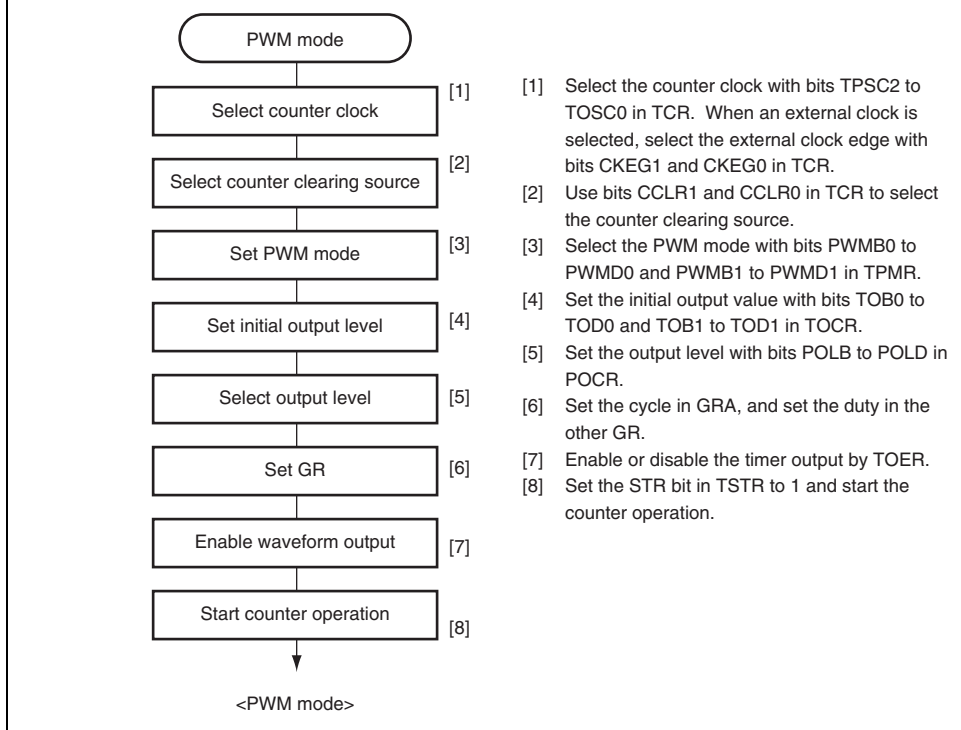 PWM mode
Select counter clock
[1]
Select counter clearing source
[2]
Set PWM mode
[3]
Set initial output level
[4]
Select output level
[5]
Set GR
[6]
Enable waveform output
[7]
Start counter operation
[8]
<PWM mode>
[1] Select the counter clock with bits TPSC2 to
TOSC0 in TCR. When an external clock is
selected, select the external clock edge with
bits CKEG1 and CKEG0 in TCR.
[2] Use bits CCLR1 and CCLR0 in TCR to select
the counter clearing source.
[3] Select the PWM mode with bits PWMB0 to
PWMD0 and PWMB1 to PWMD1 in TPMR.
[4] Set the initial output value with bits TOB0 to
TOD0 and TOB1 to TOD1 in TOCR.
[5] Set the output level with bits POLB to POLD in
POCR.
[6] Set the cycle in GRA, and set the duty in the
other GR.
[7] Enable or disable the timer output by TOER.
[8] Set the STR bit in TSTR to 1 and start the
counter operation.